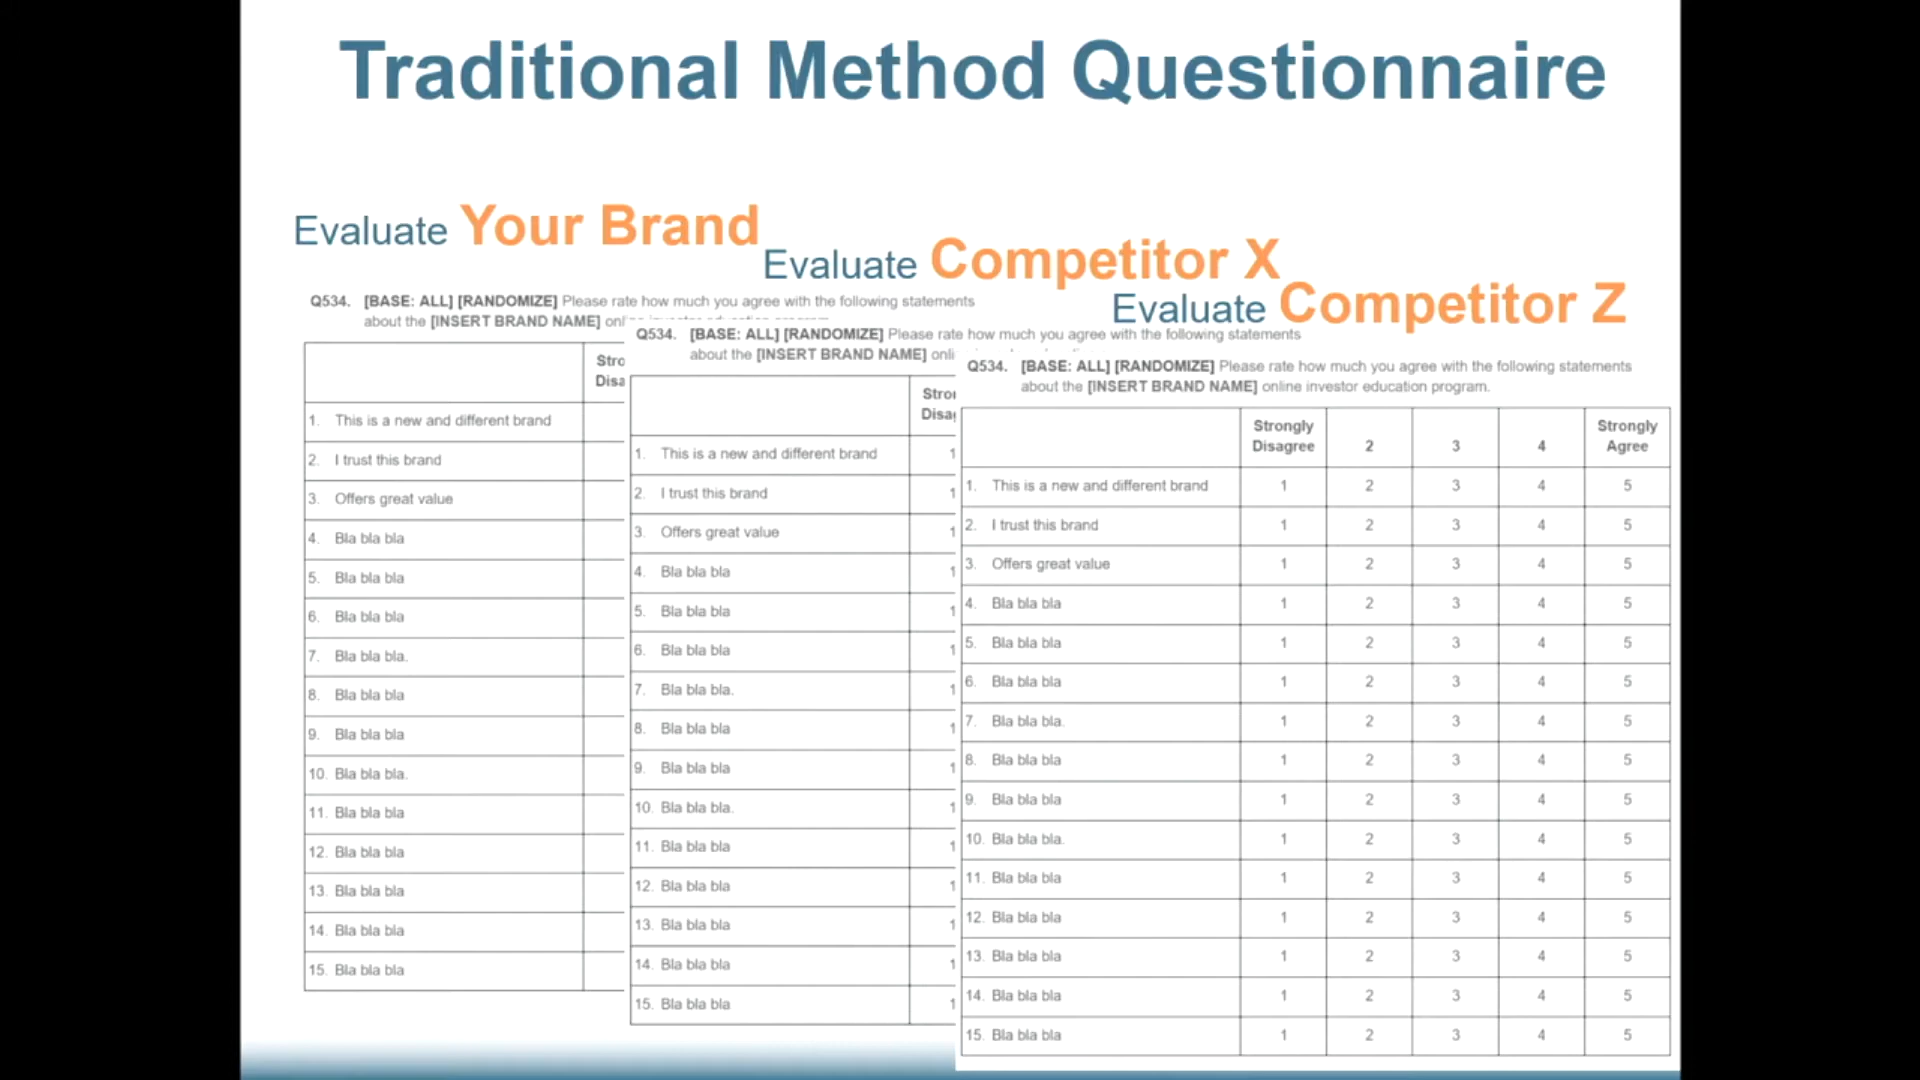 Traditional Method Questionnaire
Evaluate Your Brand
Evaluate Competitor X
Evaluate Competitor Z
Q534. [BASE: ALL] [RANDOMIZE] Please rate how much you agree with the following statements
about the [INSERT BRAND NAME]
1. This is a new and different brand
2. I trust this brand
3. Offers great value
4. Bla bla bla
5. Bla bla bla
6. Bla bla bla
7. Bla bla bla.
8. Bla bla bla
9. Bla bla bla
10. Bla bla bla.
11. Bla bla bla
12. Bla bla bla
13. Bla bla bla
14. Bla bla bla
15. Bla bla bla
Q534. [BASE: ALL] [RANDOMIZE] Please rate how much you agree with the following statements
about the [INSERT BRAND NAME]
1. This is a new and different brand 1
2. I trust this brand 1
3. Offers great value 1
4. Bla bla bla 1
5. Bla bla bla 1
6. Bla bla bla 1
7. Bla bla bla. 1
8. Bla bla bla 1
9. Bla bla bla 1
10. Bla bla bla. 1
11. Bla bla bla 1
12. Bla bla bla 1
13. Bla bla bla 1
14. Bla bla bla 1
15. Bla bla bla 1
Q534. [BASE: ALL] [RANDOMIZE] Please rate how much you agree with the following statements
about the [INSERT BRAND NAME] online investor education program.
Strongly Disagree 2 3 4 Strongly Agree
1. This is a new and different brand 1 2 3 4 5
2. I trust this brand 1 2 3 4 5
3. Offers great value 1 2 3 4 5
4. Bla bla bla 1 2 3 4 5
5. Bla bla bla 1 2 3 4 5
6. Bla bla bla 1 2 3 4 5
7. Bla bla bla. 1 2 3 4 5
8. Bla bla bla 1 2 3 4 5
9. Bla bla bla 1 2 3 4 5
10. Bla bla bla. 1 2 3 4 5
11. Bla bla bla 1 2 3 4 5
12. Bla bla bla 1 2 3 4 5
13. Bla bla bla 1 2 3 4 5
14. Bla bla bla 1 2 3 4 5
15. Bla bla bla 1 2 3 4 5